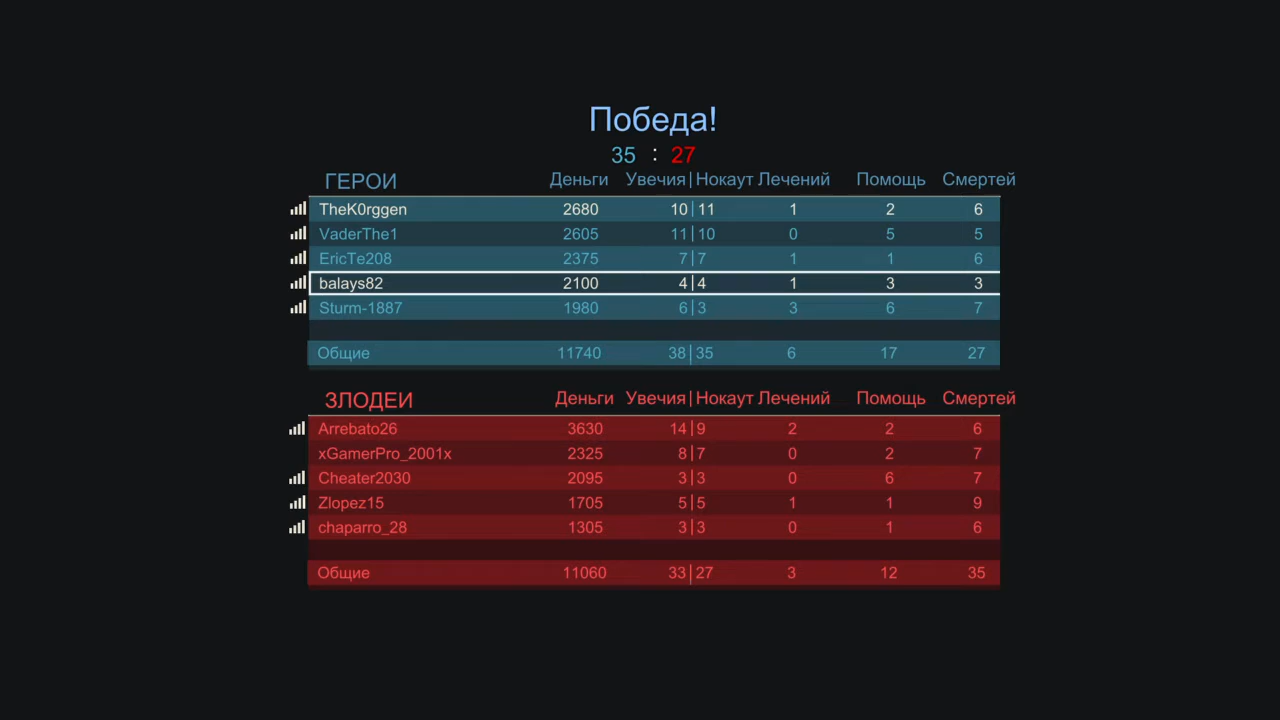 Победа!
35 : 27
ГЕРОИ Деньги Увечия|Нокаут Лечений Помощь Смертей
TheK0rggen 2680 10|11 1 2 6
VaderThe1 2605 11|10 0 5 5
EricTe208 2375 7|7 1 1 6
balays82 2100 4|4 1 3 3
Sturm-1887 1980 6|3 3 6 7
Общие 11740 38|35 6 17 27
ЗЛОДЕИ Деньги Увечия|Нокаут Лечений Помощь Смертей
Arrebato26 3630 14|9 2 2 6
xGamerPro_2001x 2325 8|7 0 2 7
Cheater2030 2095 3|3 0 6 7
Zlopez15 1705 5|5 1 1 9
chaparro_28 1305 3|3 0 1 6
Общие 11060 33|27 3 12 35